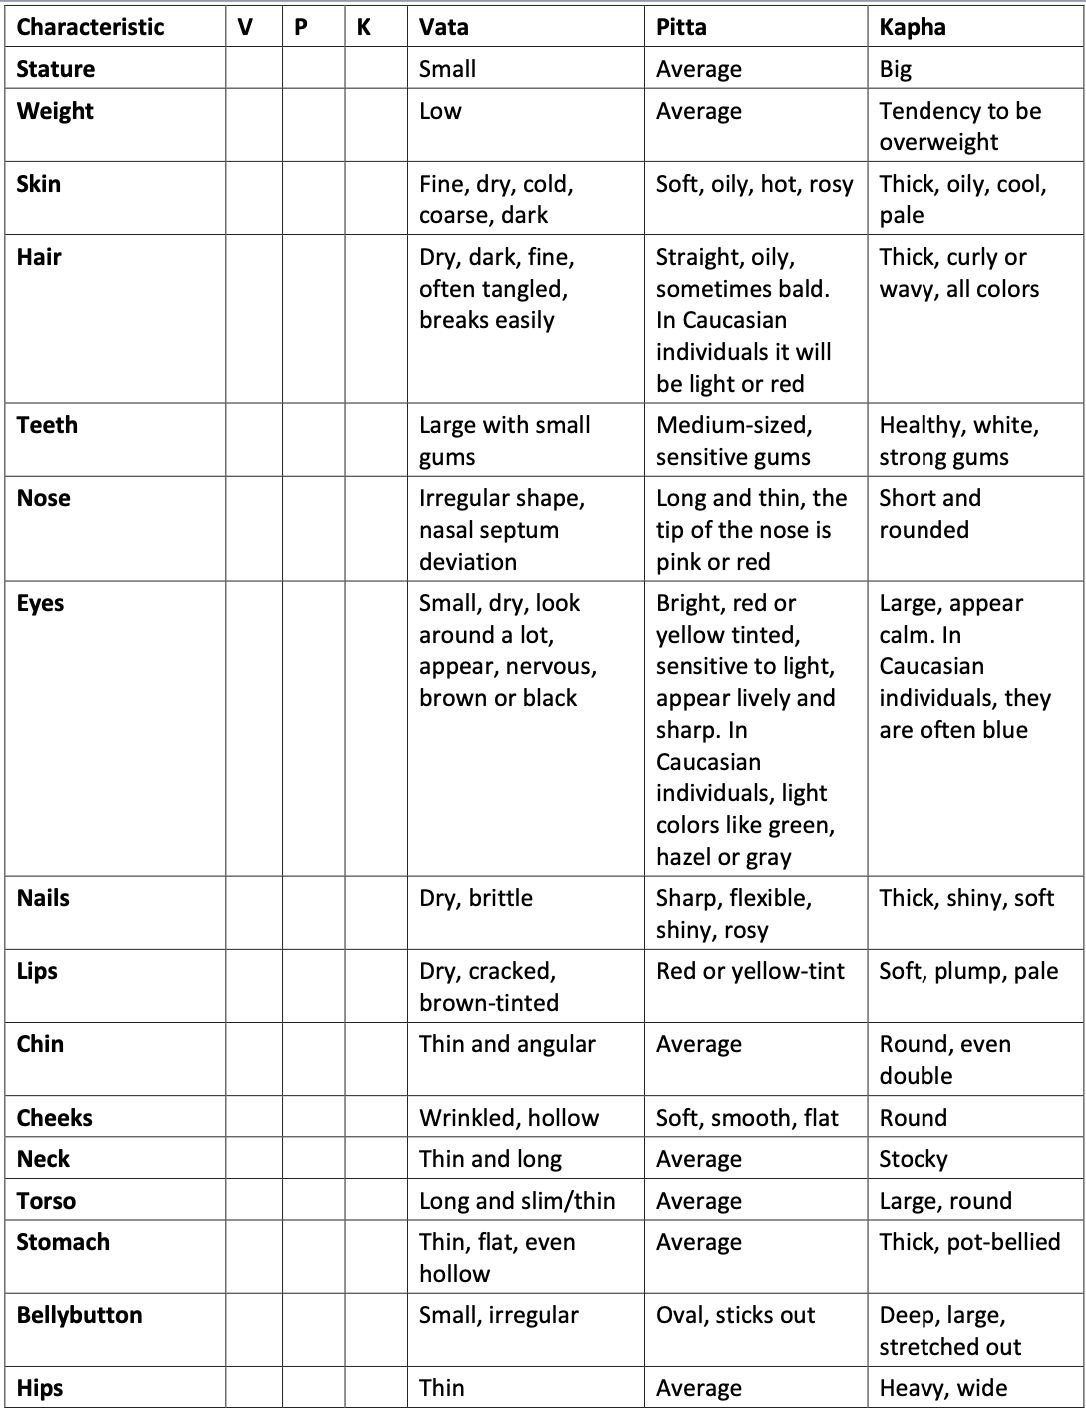 Characteristic V P K Vata Pitta Kapha
Stature Small Average Big
Weight Low Average Tendency to be
overweight
Skin Fine, dry, cold, Soft, oily, hot, rosy Thick, oily, cool,
coarse, dark pale
Hair Dry, dark, fine, Straight, oily, Thick, curly or
often tangled, sometimes bald. wavy, all colors
breaks easily In Caucasian
individuals it will
be light or red
Teeth Large with small Medium-sized, Healthy, white,
gums sensitive gums strong gums
Nose Irregular shape, Long and thin, the Short and
nasal septum tip of the nose is rounded
deviation pink or red
Eyes Small, dry, look Bright, red or Large, appear
around a lot, yellow tinted, calm. In
appear, nervous, sensitive to light, Caucasian
brown or black appear lively and individuals, they
sharp. In are often blue
Caucasian
individuals, light
colors like green,
hazel or gray
Nails Dry, brittle Sharp, flexible, Thick, shiny, soft
shiny, rosy
Lips Dry, cracked, Red or yellow-tint Soft, plump, pale
brown-tinted
Chin Thin and angular Average Round, even
double
Cheeks Wrinkled, hollow Soft, smooth, flat Round
Neck Thin and long Average Stocky
Torso Long and slim/thin Average Large, round
Stomach Thin, flat, even Average Thick, pot-bellied
hollow
Bellybutton Small, irregular Oval, sticks out Deep, large,
stretched out
Hips Thin Average Heavy, wide